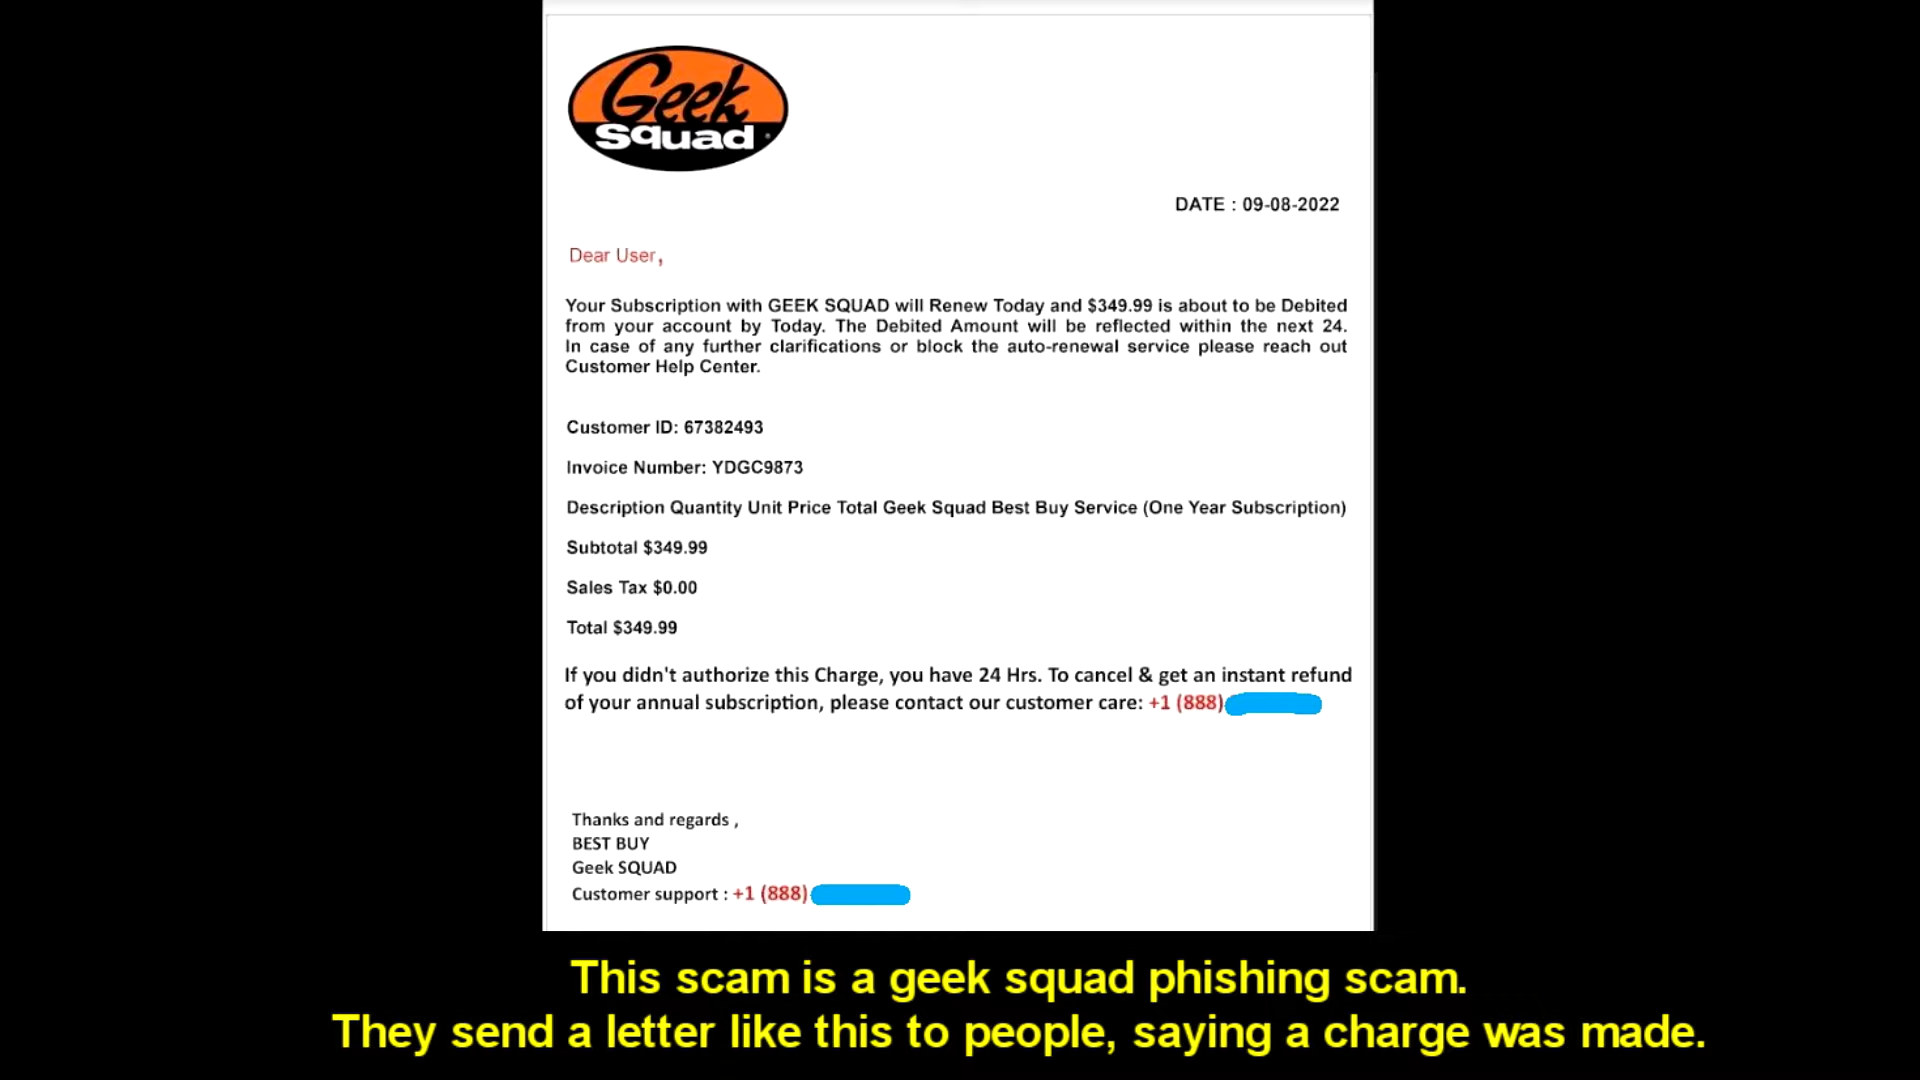 Geek
Squad
DATE : 09-08-2022
Dear User,
Your Subscription with GEEK SQUAD will Renew Today and $349.99 is about to be Debited
from your account by Today. The Debited Amount will be reflected within the next 24.
In case of any further clarifications or block the auto-renewal service please reach out
Customer Help Center.
Customer ID: 67382493
Invoice Number: YDGC9873
Description Quantity Unit Price Total Geek Squad Best Buy Service (One Year Subscription)
Subtotal $349.99
Sales Tax $0.00
Total $349.99
If you didn't authorize this Charge, you have 24 Hrs. To cancel & get an instant refund
of your annual subscription, please contact our customer care: +1 (888)
Thanks and regards ,
BEST BUY
Geek SQUAD
Customer support : +1 (888)
This scam is a geek squad phishing scam.
They send a letter like this to people, saying a charge was made.